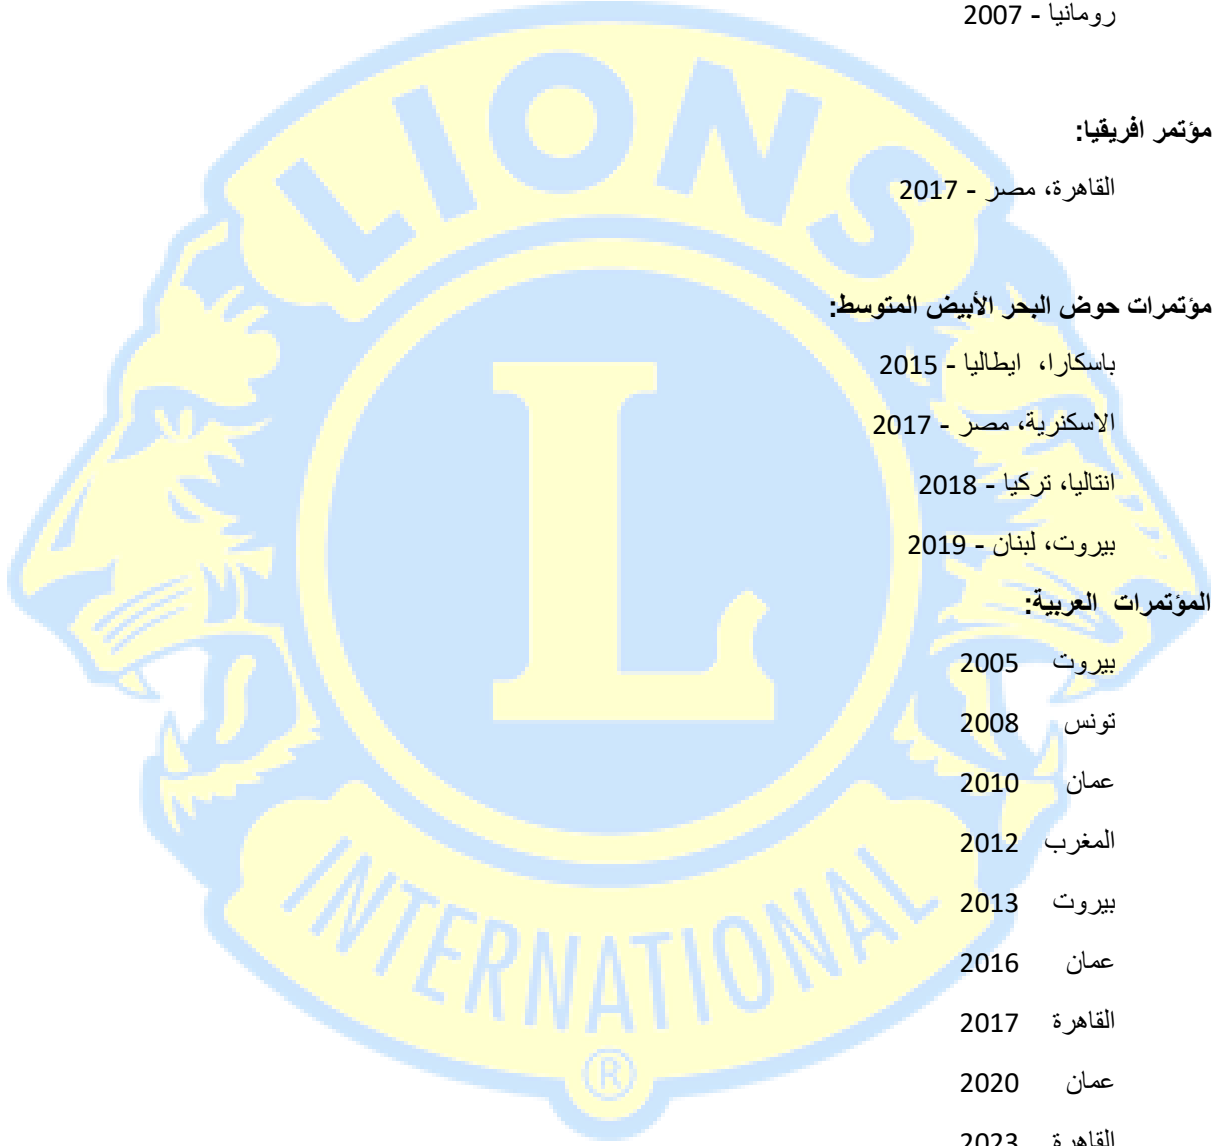 رومانيا - 2007
LIONS
مؤتمر افريقيا:
القاهرة، مصر - 2017
مؤتمرات حوض البحر الأبيض المتوسط:
باسكارا، ايطاليا - 2015
الاسكنرية، مصر - 2017
انتاليا، تركيا - 2018
بيروت، لبنان - 2019
L
المؤتمرات العربية:
بيروت 2005
تونس 2008
عمان 2010
المغرب 2012
بيروت 2013
عمان 2016
القاهرة 2017
عمان 2020
القاهرة 2023
INTERNATIONAL
®